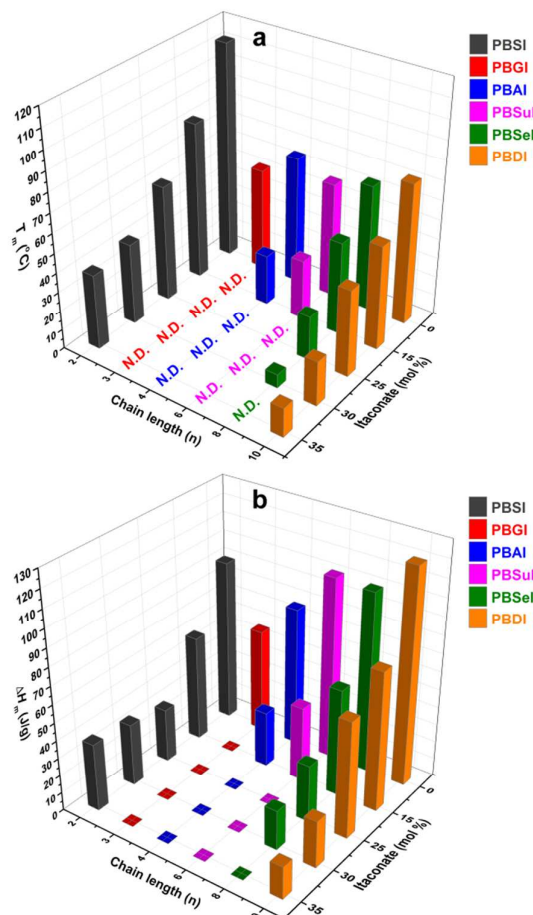 a
PBSI
PBGI
PBAI
PBSuI
PBSeI
PBDI
120
110
100
90
80
70
60
50
40
30
20
10
0
Tm (°C)
N.D. N.D. N.D. N.D.
N.D. N.D. N.D.
N.D. N.D. N.D.
N.D.
2 3 4 6 8 10
Chain length (n)
0 15 25 30 35
Itaconate (mol %)
b
PBSI
PBGI
PBAI
PBSuI
PBSeI
PBDI
130
120
110
100
90
80
70
60
50
40
30
20
10
0
ΔHm (J/g)
2 3 4 6 8
Chain length (n)
0 15 25 30 35
Itaconate (mol %)